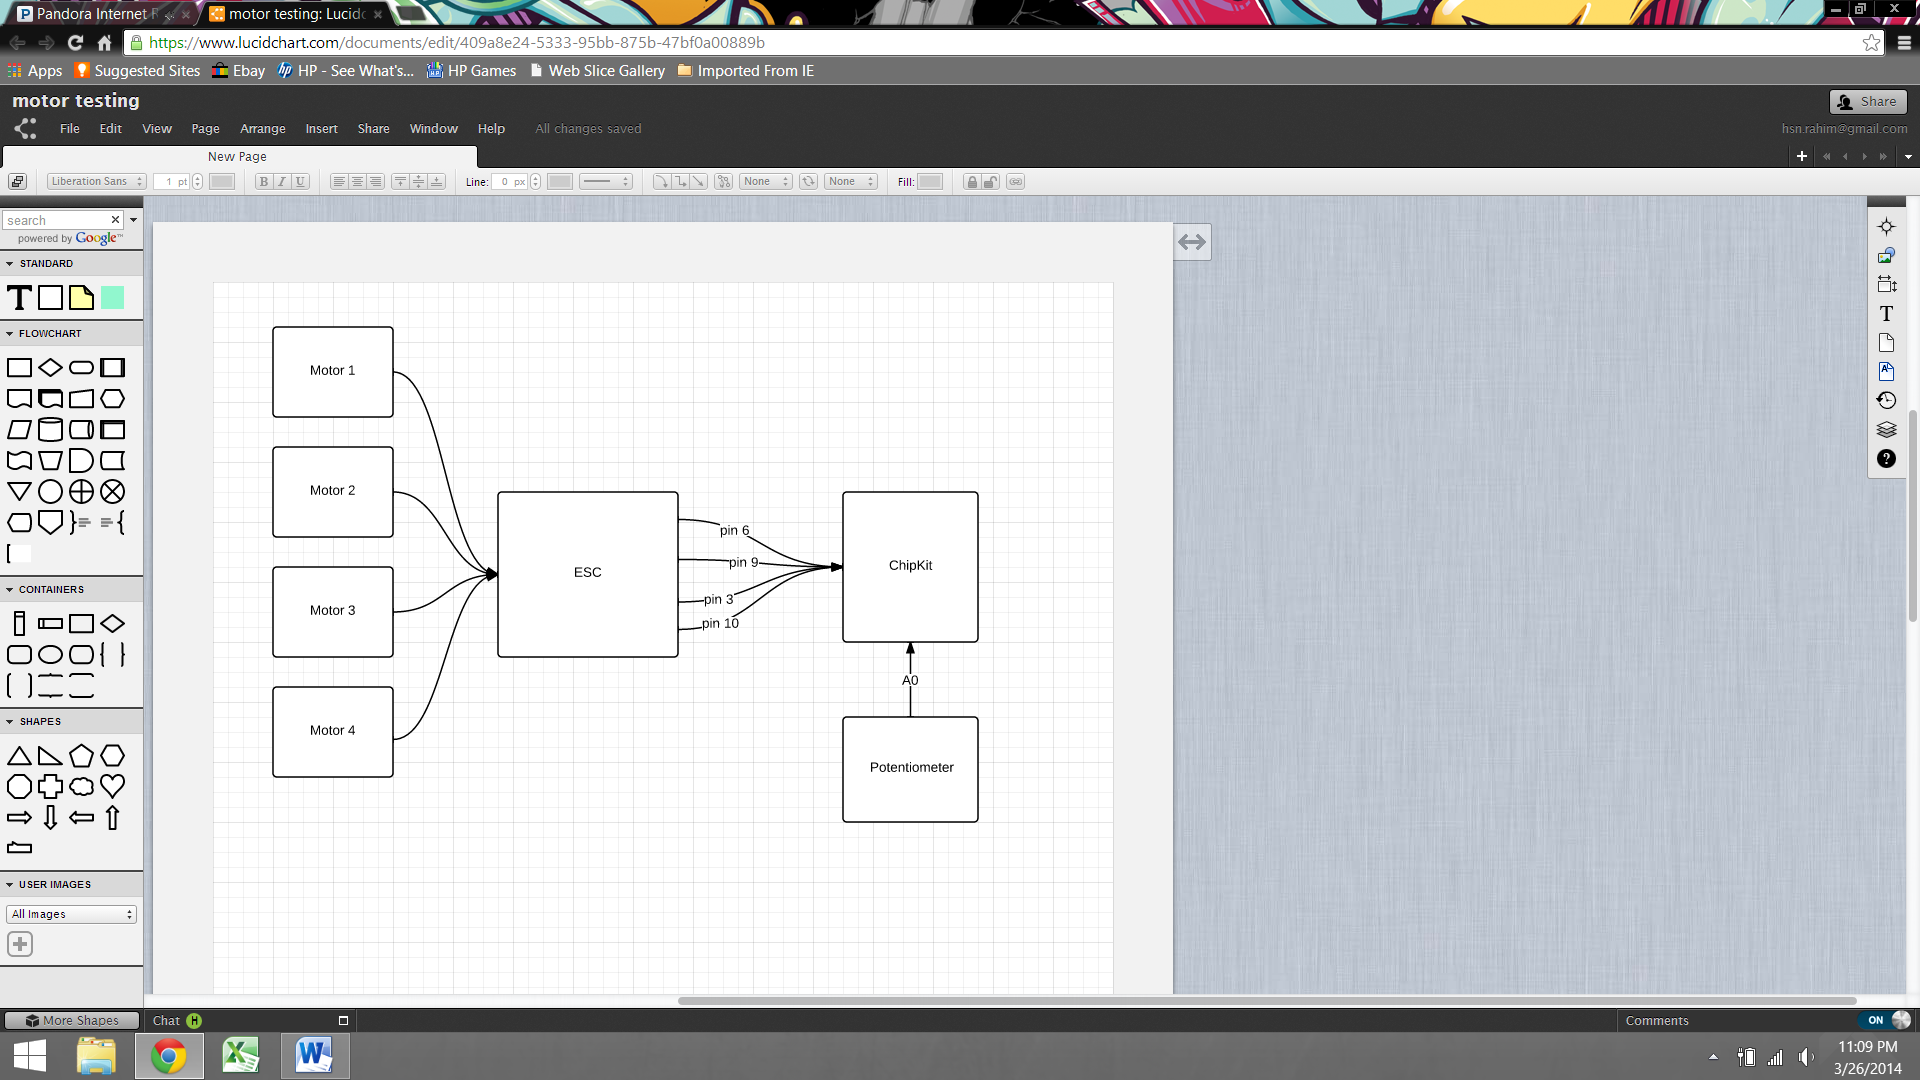 Pandora Internet R
motor testing: Lucidc
https://www.lucidchart.com/documents/edit/409a8e24-5333-95bb-875b-47bf0a00889b
Apps Suggested Sites Ebay HP - See What's... HP Games Web Slice Gallery Imported From IE
motor testing
Share
File Edit View Page Arrange Insert Share Window Help All changes saved
hsn.rahim@gmail.com
New Page
Liberation Sans 1 pt B I U Line: 0 px None None Fill:
search
powered by Google™
STANDARD
T
FLOWCHART
CONTAINERS
SHAPES
USER IMAGES
All Images
Motor 1
Motor 2
Motor 3
Motor 4
ESC
pin 6
pin 9
pin 3
pin 10
ChipKit
A0
Potentiometer
More Shapes
Chat H
Comments
ON
11:09 PM
3/26/2014